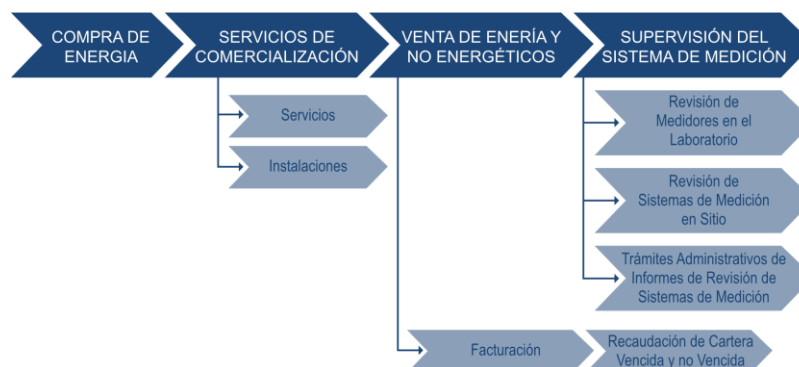 COMPRA DE
ENERGIA
SERVICIOS DE
COMERCIALIZACIÓN
VENTA DE ENERÍA Y
NO ENERGÉTICOS
SUPERVISIÓN DEL
SISTEMA DE MEDICIÓN
Servicios
Instalaciones
Revisión de
Medidores en el
Laboratorio
Revisión de
Sistemas de Medición
en Sitio
Trámites Administrativos de
Informes de Revisión de
Sistemas de Medición
Facturación
Recaudación de Cartera
Vencida y no Vencida